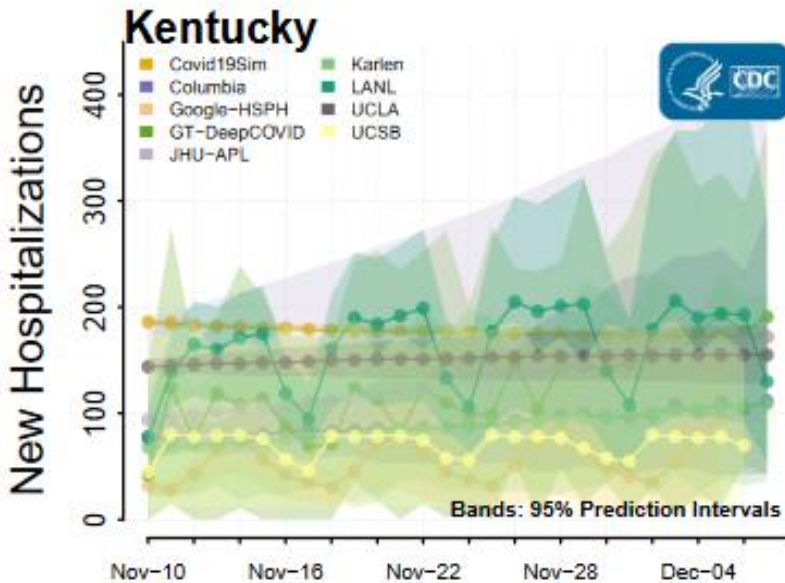 Kentucky
Covid19Sim
Columbia
Google-HSPH
GT-DeepCOVID
JHU-APL
Karlen
LANL
UCLA
UCSB
CDC
New Hospitalizations
400
300
200
100
0
Bands: 95% Prediction Intervals
Nov-10 Nov-16 Nov-22 Nov-28 Dec-04